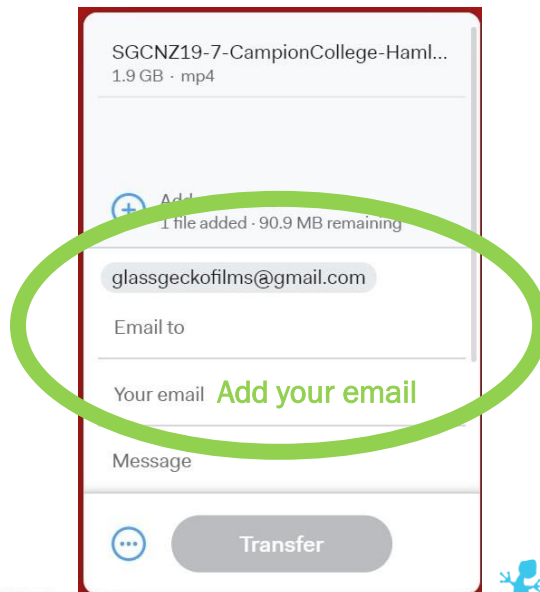 SGCNZ19-7-CampionCollege-Haml...
1.9 GB · mp4
1 file added · 90.9 MB remaining
glassgeckofilms@gmail.com
Email to
Your email Add your email
Message
Transfer